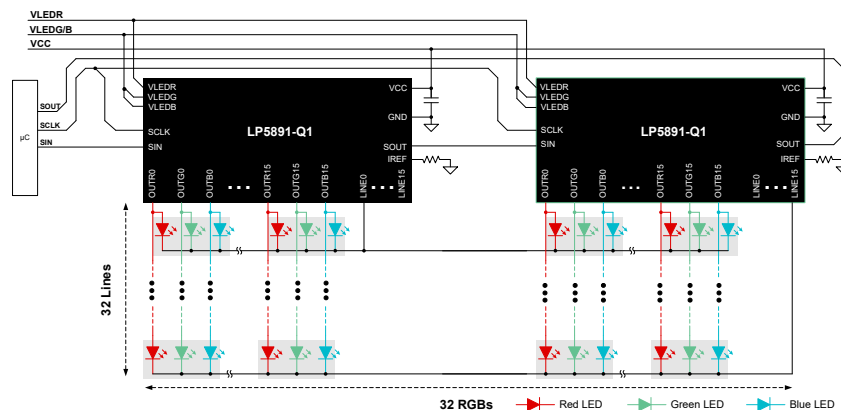 VLEDR
VLEDG/B
VCC
µC
SOUT
SCLK
SIN
VLEDR
VLEDG
VLEDB
SCLK
SIN
LP5891-Q1
VCC
GND
SOUT
IREF
OUTR0
OUTG0
OUTB0
OUTR15
OUTG15
OUTB15
LINE0
LINE15
VLEDR
VLEDG
VLEDB
SCLK
SIN
LP5891-Q1
VCC
GND
SOUT
IREF
OUTR0
OUTG0
OUTB0
OUTR15
OUTG15
OUTB15
LINE0
LINE15
32 Lines
32 RGBs
Red LED
Green LED
Blue LED